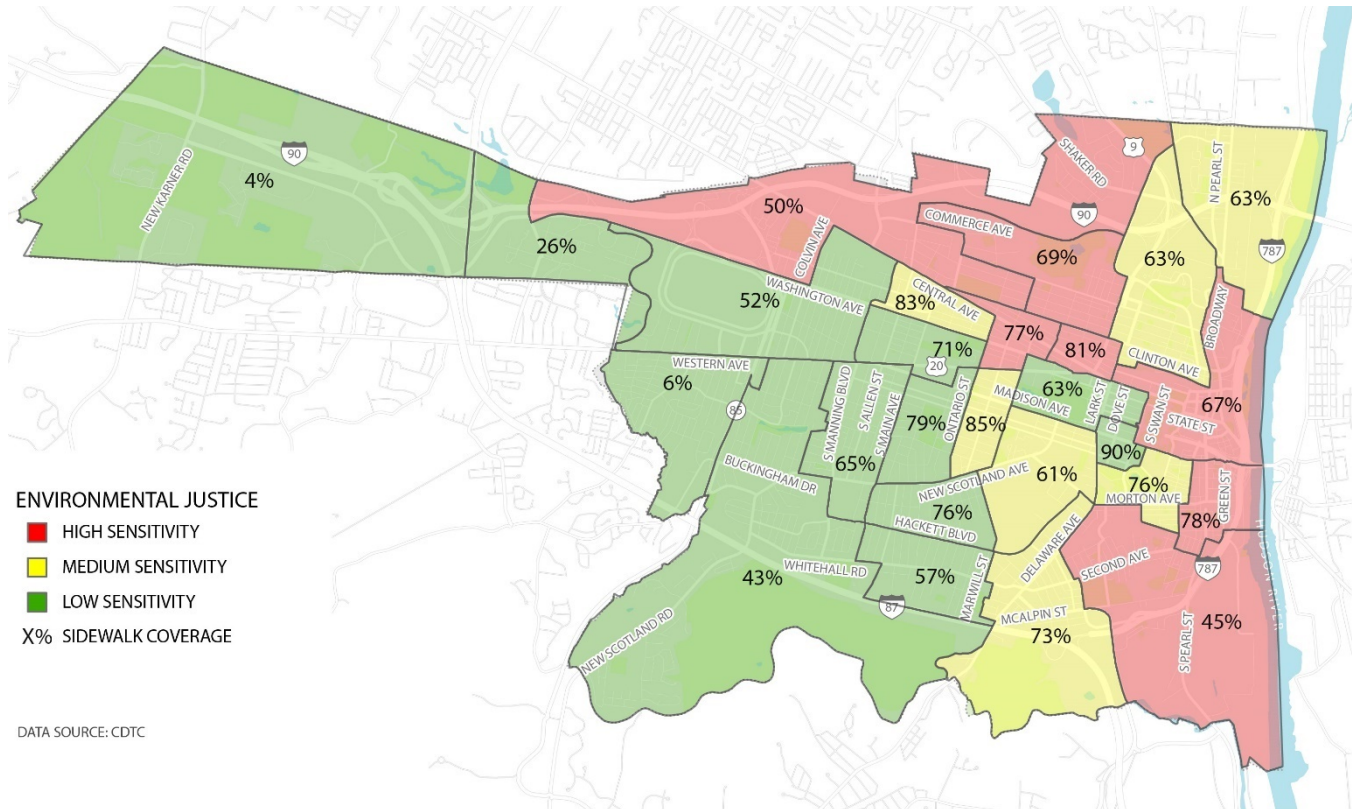 SHAKER RD
9
N PEARL ST
90
4%
NEW KARNER RD
50%
63%
COMMERCE AVE
90
COLVIN AVE
26%
69%
63%
787
WASHINGTON AVE
52%
CENTRAL AVE
83%
BROADWAY
77%
81%
71%
20
CLINTON AVE
WESTERN AVE
6%
85
S MANNING BLVD
S ALLEN ST
S MAIN AVE
ONTARIO ST
MADISON AVE
63%
LARK ST
DOVE ST
S SWAN ST
STATE ST
67%
79%
85%
90%
65%
BUCKINGHAM DR
NEW SCOTLAND AVE
61%
76%
MORTON AVE
GREEN ST
78%
76%
HACKETT BLVD
DELAWARE AVE
SECOND AVE
787
HUDSON RIVER
43%
WHITEHALL RD
57%
MARWILL ST
87
MCALPIN ST
73%
S PEARL ST
45%
NEW SCOTLAND RD
ENVIRONMENTAL JUSTICE
HIGH SENSITIVITY
MEDIUM SENSITIVITY
LOW SENSITIVITY
X% SIDEWALK COVERAGE
DATA SOURCE: CDTC